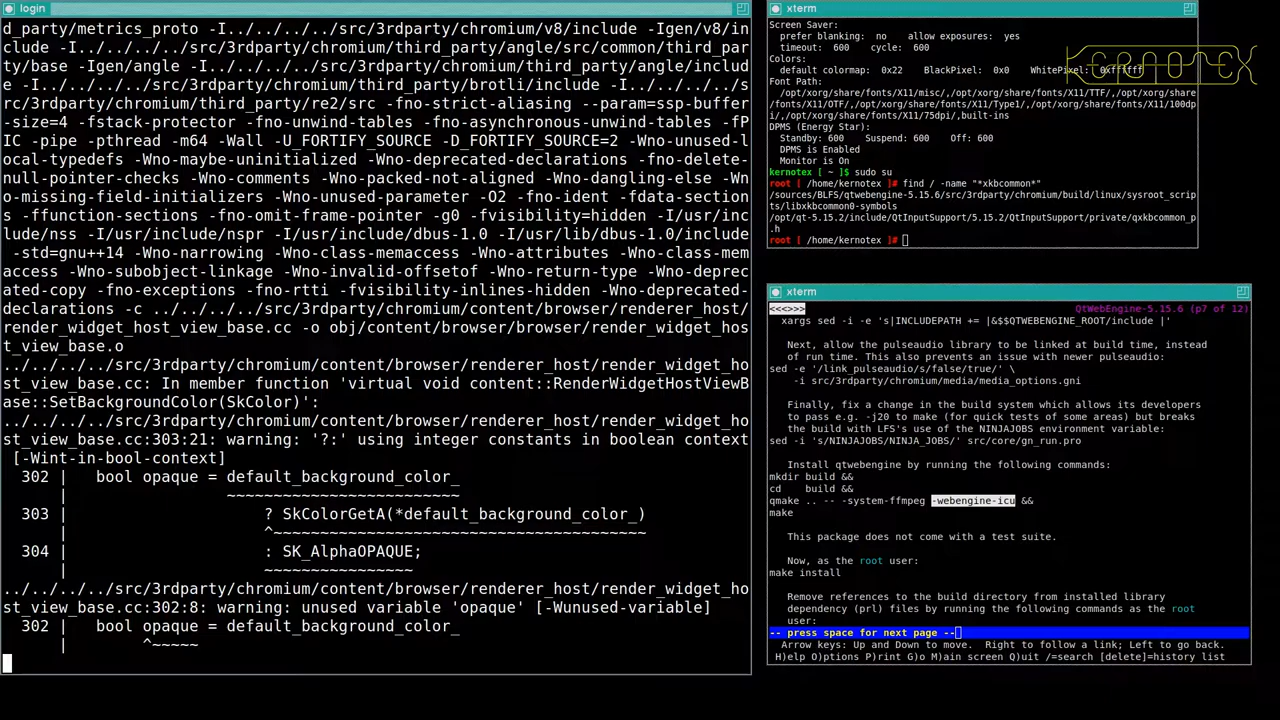 login
d_party/metrics_proto -I../../../../src/3rdparty/chromium/v8/include -Igen/v8/in
clude -I../../../../src/3rdparty/chromium/third_party/angle/src/common/third_par
ty/base -Igen/angle -I../../../../src/3rdparty/chromium/third_party/angle/includ
e -I../../../../src/3rdparty/chromium/third_party/brotli/include -I../../../../s
rc/3rdparty/chromium/third_party/re2/src -fno-strict-aliasing --param=ssp-buffer
-size=4 -fstack-protector -fno-unwind-tables -fno-asynchronous-unwind-tables -fP
IC -pipe -pthread -m64 -Wall -U_FORTIFY_SOURCE -D_FORTIFY_SOURCE=2 -Wno-unused-l
ocal-typedefs -Wno-maybe-uninitialized -Wno-deprecated-declarations -fno-delete-
null-pointer-checks -Wno-comments -Wno-packed-not-aligned -Wno-dangling-else -Wn
o-missing-field-initializers -Wno-unused-parameter -O2 -fno-ident -fdata-section
s -ffunction-sections -fno-omit-frame-pointer -g0 -fvisibility=hidden -I/usr/inc
lude/nss -I/usr/include/nspr -I/usr/include/dbus-1.0 -I/usr/lib/dbus-1.0/include
 -std=gnu++14 -Wno-narrowing -Wno-class-memaccess -Wno-attributes -Wno-class-mem
access -Wno-subobject-linkage -Wno-invalid-offsetof -Wno-return-type -Wno-deprec
ated-copy -fno-exceptions -fno-rtti -fvisibility-inlines-hidden -Wno-deprecated-
declarations -c ../../../../src/3rdparty/chromium/content/browser/renderer_host/
render_widget_host_view_base.cc -o obj/content/browser/browser/render_widget_hos
t_view_base.o
../../../../src/3rdparty/chromium/content/browser/renderer_host/render_widget_ho
st_view_base.cc: In member function 'virtual void content::RenderWidgetHostViewB
ase::SetBackgroundColor(SkColor)':
../../../../src/3rdparty/chromium/content/browser/renderer_host/render_widget_ho
st_view_base.cc:303:21: warning: '?:' using integer constants in boolean context
 [-Wint-in-bool-context]
  302 |   bool opaque = default_background_color_
      |                 ~~~~~~~~~~~~~~~~~~~~~~~~~
  303 |                     ? SkColorGetA(*default_background_color_)
      |                     ^~~~~~~~~~~~~~~~~~~~~~~~~~~~~~~~~~~~~~~~~
  304 |                     : SK_AlphaOPAQUE;
      |                     ~~~~~~~~~~~~~~~~
../../../../src/3rdparty/chromium/content/browser/renderer_host/render_widget_ho
st_view_base.cc:302:8: warning: unused variable 'opaque' [-Wunused-variable]
  302 |   bool opaque = default_background_color_
      |        ^~~~~~
xterm
Screen Saver:
  prefer blanking:  no    allow exposures:  yes
  timeout:  600    cycle:  600
Colors:
  default colormap: 0x22    BlackPixel: 0x0    WhitePixel: 0xffffff
Font Path:
  /opt/xorg/share/fonts/X11/misc/,/opt/xorg/share/fonts/X11/TTF/,/opt/xorg/share
/fonts/X11/OTF/,/opt/xorg/share/fonts/X11/Type1/,/opt/xorg/share/fonts/X11/100dp
i/,/opt/xorg/share/fonts/X11/75dpi/,built-ins
DPMS (Energy Star):
  Standby: 600    Suspend: 600    Off: 600
  DPMS is Enabled
  Monitor is On
kernotex [ ~ ]$ sudo su
root [ /home/kernotex ]# find / -name "*xkbcommon*"
/sources/BLFS/qtwebengine-5.15.6/src/3rdparty/chromium/build/linux/sysroot_scrip
ts/libxkbcommon0-symbols
/opt/qt-5.15.2/include/QtInputSupport/5.15.2/QtInputSupport/private/qxkbcommon_p
.h
root [ /home/kernotex ]#
KERNOTEX
xterm
<<<>>> QtWebEngine-5.15.6 (p7 of 12)
  xargs sed -i -e 's|INCLUDEPATH += |&$$QTWEBENGINE_ROOT/include |'
   Next, allow the pulseaudio library to be linked at build time, instead
   of run time. This also prevents an issue with newer pulseaudio:
sed -e '/link_pulseaudio/s/false/true/' \
    -i src/3rdparty/chromium/media/media_options.gni
   Finally, fix a change in the build system which allows its developers
   to pass e.g. -j20 to make (for quick tests of some areas) but breaks
   the build with LFS's use of the NINJAJOBS environment variable:
sed -i 's/NINJAJOBS/NINJA_JOBS/' src/core/gn_run.pro
   Install qtwebengine by running the following commands:
mkdir build &&
cd    build &&
qmake .. -- -system-ffmpeg -webengine-icu &&
make
   This package does not come with a test suite.
   Now, as the root user:
make install
   Remove references to the build directory from installed library
   dependency (prl) files by running the following commands as the root
   user:
-- press space for next page --
  Arrow keys: Up and Down to move.  Right to follow a link; Left to go back.
 H)elp O)ptions P)rint G)o M)ain screen Q)uit /=search [delete]=history list